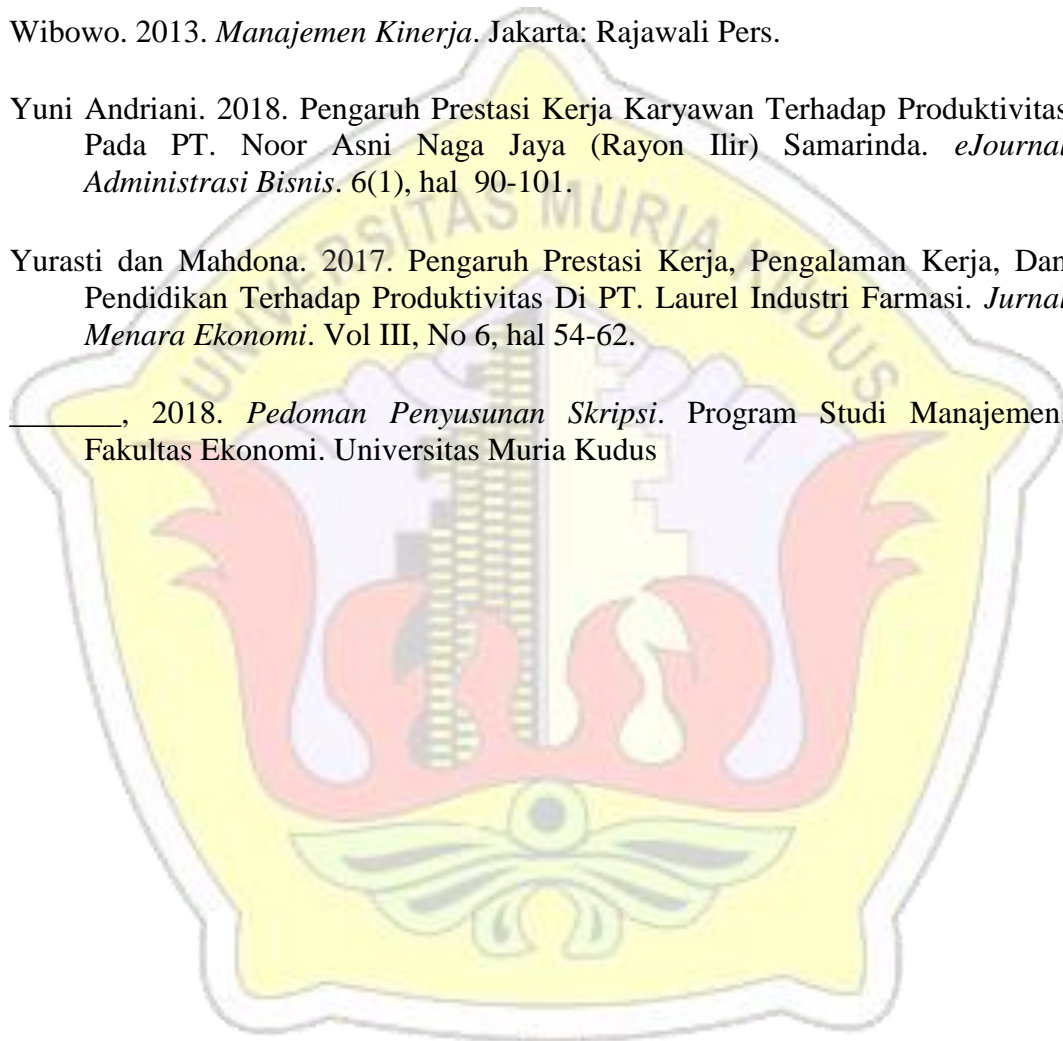 Wibowo. 2013. Manajemen Kinerja. Jakarta: Rajawali Pers.
Yuni Andriani. 2018. Pengaruh Prestasi Kerja Karyawan Terhadap Produktivitas
Pada PT. Noor Asni Naga Jaya (Rayon Ilir) Samarinda. eJournal
Administrasi Bisnis. 6(1), hal 90-101.
Yurasti dan Mahdona. 2017. Pengaruh Prestasi Kerja, Pengalaman Kerja, Dan
Pendidikan Terhadap Produktivitas Di PT. Laurel Industri Farmasi. Jurnal
Menara Ekonomi. Vol III, No 6, hal 54-62.
_______, 2018. Pedoman Penyusunan Skripsi. Program Studi Manajemen.
Fakultas Ekonomi. Universitas Muria Kudus
UNIVERSITAS MURIA KUDUS